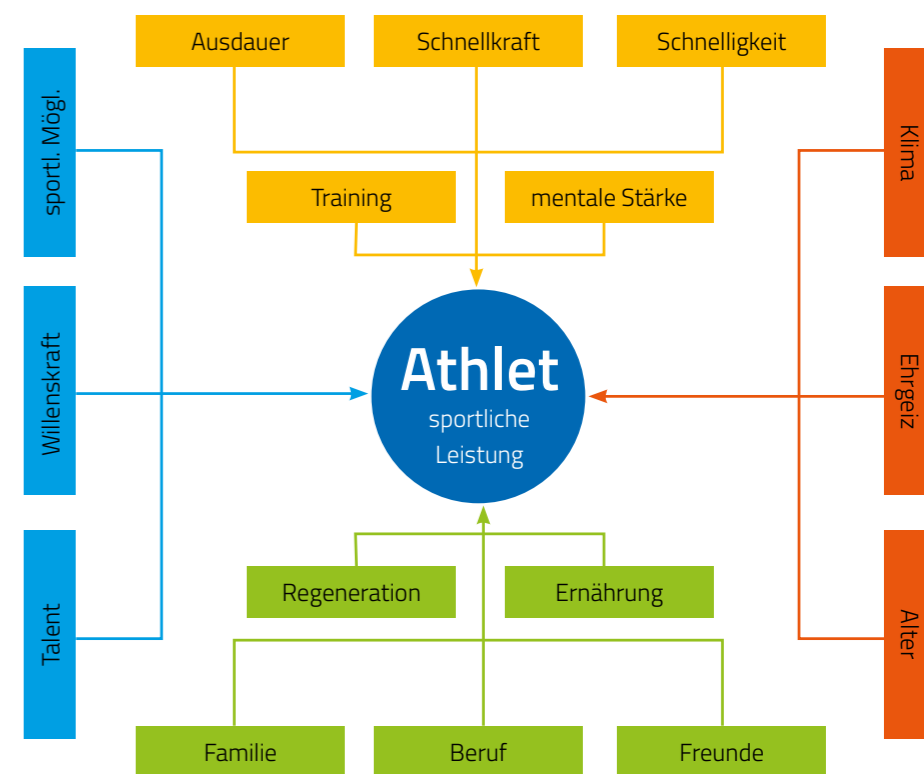 Ausdauer
Schnellkraft
Schnelligkeit
sportl. Mögl.
Klima
Training
mentale Stärke
Willenskraft
Athlet
sportliche
Leistung
Ehrgeiz
Talent
Regeneration
Ernährung
Alter
Familie
Beruf
Freunde